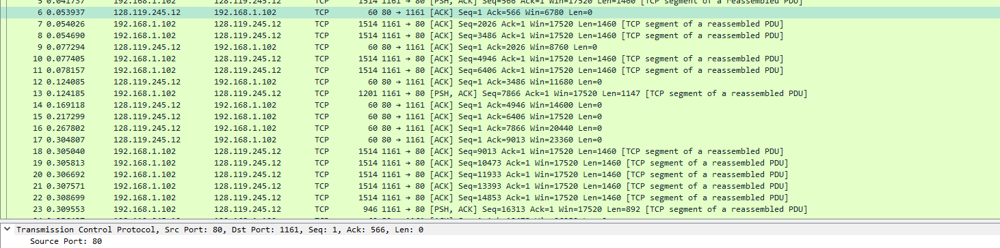 5 0.041737 192.168.1.102 128.119.245.12 TCP 1514 1161 → 80 [PSH, ACK] Seq=566 Ack=1 Win=17520 Len=1460 [TCP segment of a reassembled PDU]
6 0.053937 128.119.245.12 192.168.1.102 TCP 60 80 → 1161 [ACK] Seq=1 Ack=566 Win=6780 Len=0
7 0.054026 192.168.1.102 128.119.245.12 TCP 1514 1161 → 80 [ACK] Seq=2026 Ack=1 Win=17520 Len=1460 [TCP segment of a reassembled PDU]
8 0.054690 192.168.1.102 128.119.245.12 TCP 1514 1161 → 80 [ACK] Seq=3486 Ack=1 Win=17520 Len=1460 [TCP segment of a reassembled PDU]
9 0.077294 128.119.245.12 192.168.1.102 TCP 60 80 → 1161 [ACK] Seq=1 Ack=2026 Win=8760 Len=0
10 0.077405 192.168.1.102 128.119.245.12 TCP 1514 1161 → 80 [ACK] Seq=4946 Ack=1 Win=17520 Len=1460 [TCP segment of a reassembled PDU]
11 0.078157 192.168.1.102 128.119.245.12 TCP 1514 1161 → 80 [ACK] Seq=6406 Ack=1 Win=17520 Len=1460 [TCP segment of a reassembled PDU]
12 0.124085 128.119.245.12 192.168.1.102 TCP 60 80 → 1161 [ACK] Seq=1 Ack=3486 Win=11680 Len=0
13 0.124185 192.168.1.102 128.119.245.12 TCP 1201 1161 → 80 [PSH, ACK] Seq=7866 Ack=1 Win=17520 Len=1147 [TCP segment of a reassembled PDU]
14 0.169118 128.119.245.12 192.168.1.102 TCP 60 80 → 1161 [ACK] Seq=1 Ack=4946 Win=14600 Len=0
15 0.217299 128.119.245.12 192.168.1.102 TCP 60 80 → 1161 [ACK] Seq=1 Ack=6406 Win=17520 Len=0
16 0.267802 128.119.245.12 192.168.1.102 TCP 60 80 → 1161 [ACK] Seq=1 Ack=7866 Win=20440 Len=0
17 0.304807 128.119.245.12 192.168.1.102 TCP 60 80 → 1161 [ACK] Seq=1 Ack=9013 Win=23360 Len=0
18 0.305040 192.168.1.102 128.119.245.12 TCP 1514 1161 → 80 [ACK] Seq=9013 Ack=1 Win=17520 Len=1460 [TCP segment of a reassembled PDU]
19 0.305813 192.168.1.102 128.119.245.12 TCP 1514 1161 → 80 [ACK] Seq=10473 Ack=1 Win=17520 Len=1460 [TCP segment of a reassembled PDU]
20 0.306692 192.168.1.102 128.119.245.12 TCP 1514 1161 → 80 [ACK] Seq=11933 Ack=1 Win=17520 Len=1460 [TCP segment of a reassembled PDU]
21 0.307571 192.168.1.102 128.119.245.12 TCP 1514 1161 → 80 [ACK] Seq=13393 Ack=1 Win=17520 Len=1460 [TCP segment of a reassembled PDU]
22 0.308699 192.168.1.102 128.119.245.12 TCP 1514 1161 → 80 [ACK] Seq=14853 Ack=1 Win=17520 Len=1460 [TCP segment of a reassembled PDU]
23 0.309553 192.168.1.102 128.119.245.12 TCP 946 1161 → 80 [PSH, ACK] Seq=16313 Ack=1 Win=17520 Len=892 [TCP segment of a reassembled PDU]
Transmission Control Protocol, Src Port: 80, Dst Port: 1161, Seq: 1, Ack: 566, Len: 0
Source Port: 80